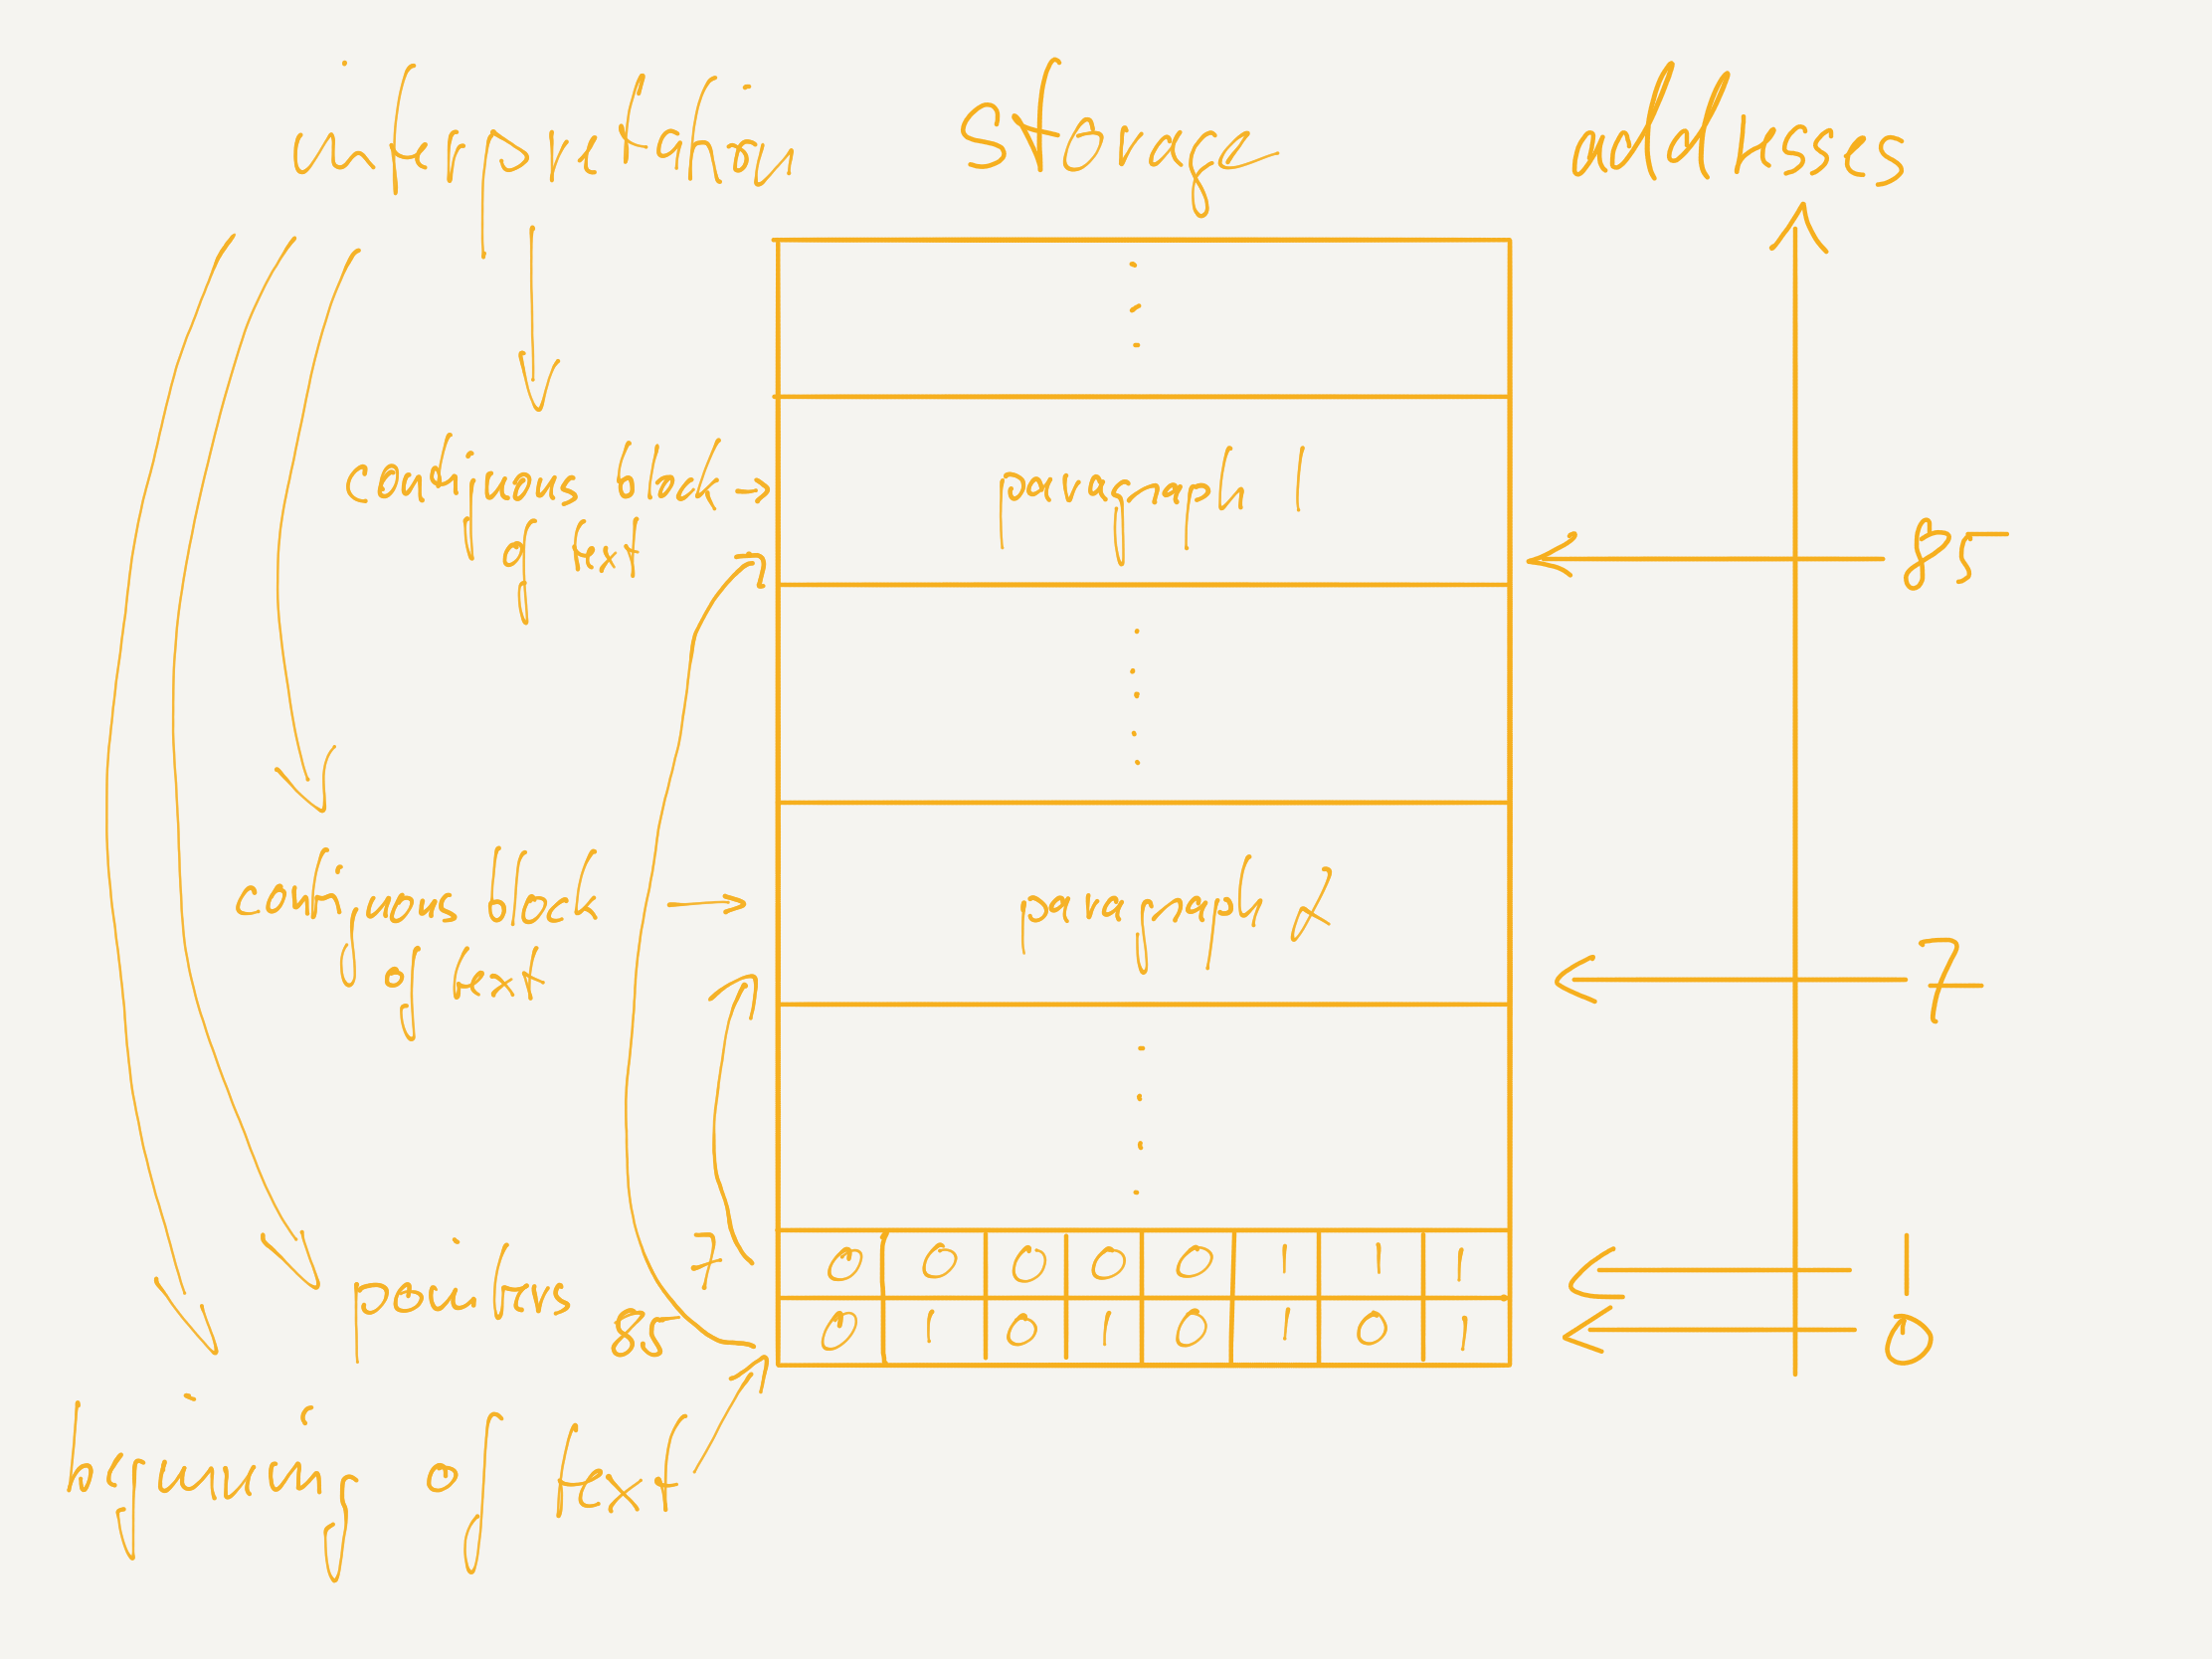 interpretation storage addresses
contiguous block
of text
paragraph 1
85
contiguous block
of text
paragraph 2
7
pointers
7
0 0 0 0 0 1 1 1
1
85
0 1 0 1 0 1 0 1
0
beginning of text